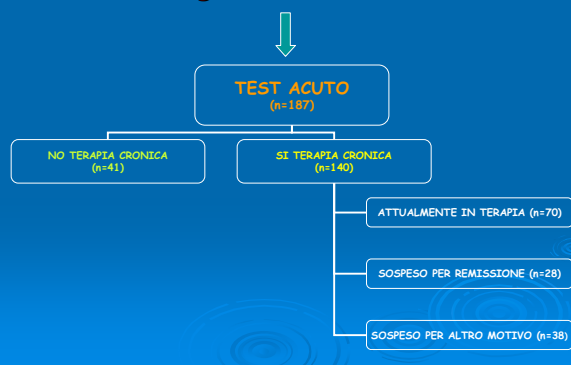 TEST ACUTO
(n=187)
NO TERAPIA CRONICA
(n=41)
SI TERAPIA CRONICA
(n=140)
ATTUALMENTE IN TERAPIA (n=70)
SOSPESO PER REMISSIONE (n=28)
SOSPESO PER ALTRO MOTIVO (n=38)